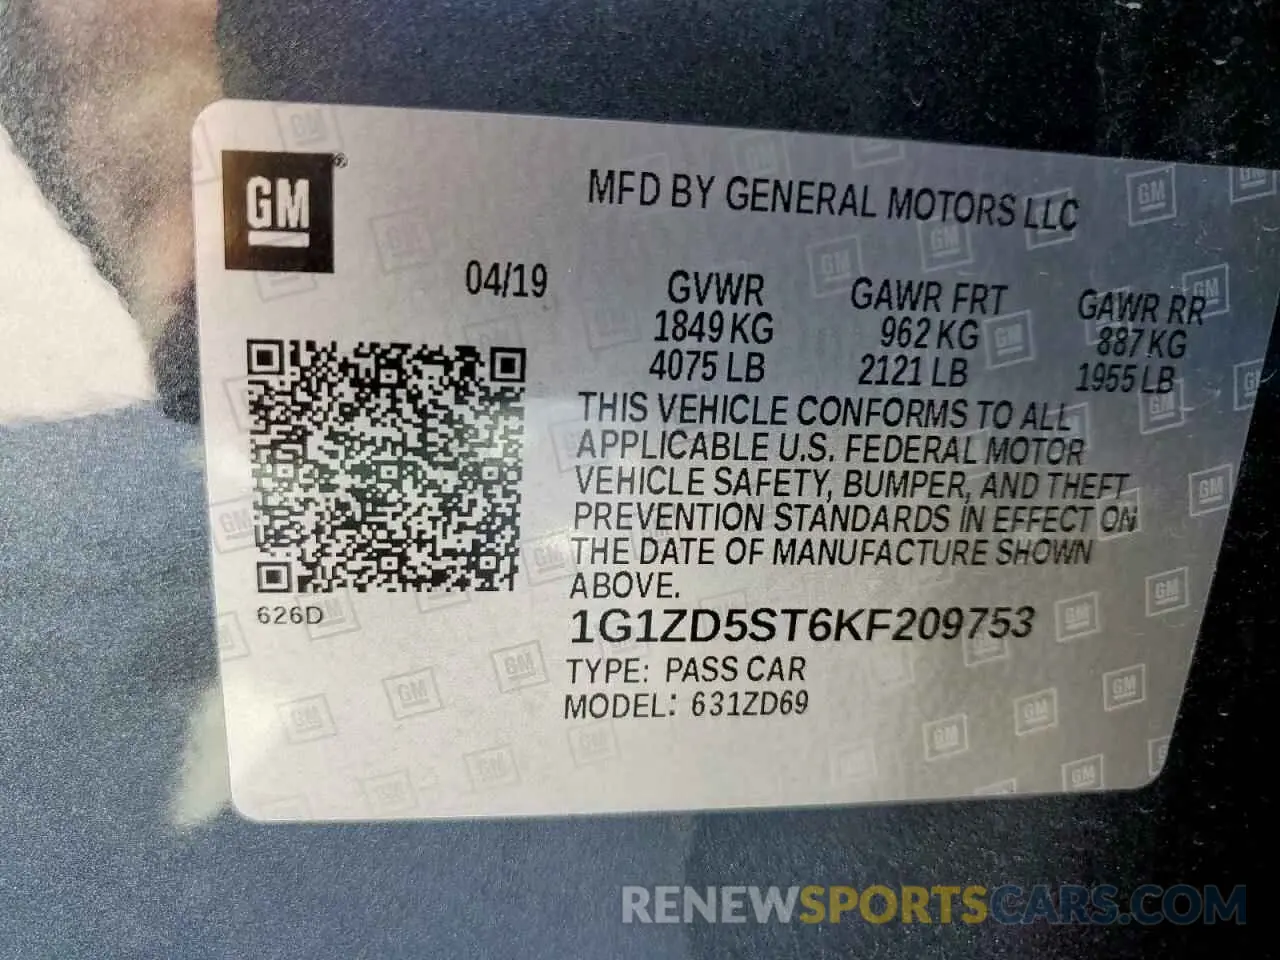 GM®
MFD BY GENERAL MOTORS LLC
04/19 GVWR GAWR FRT GAWR RR
1849 KG 962 KG 887 KG
4075 LB 2121 LB 1955 LB
THIS VEHICLE CONFORMS TO ALL
APPLICABLE U.S. FEDERAL MOTOR
VEHICLE SAFETY, BUMPER, AND THEFT
PREVENTION STANDARDS IN EFFECT ON
THE DATE OF MANUFACTURE SHOWN
ABOVE.
626D
1G1ZD5ST6KF209753
TYPE: PASS CAR
MODEL: 631ZD69
RENEWSPORTSCARS.COM